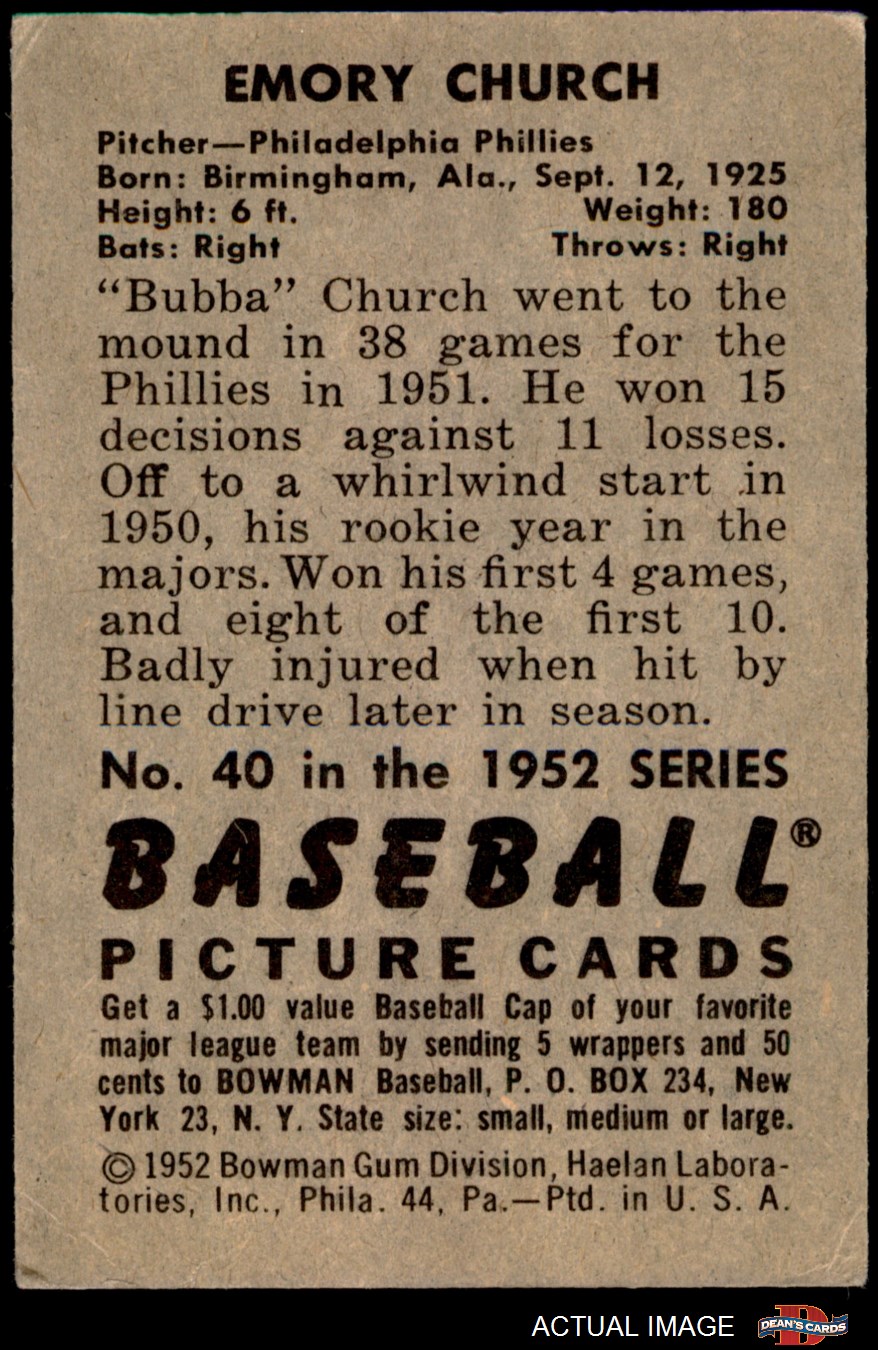 EMORY CHURCH
Pitcher—Philadelphia Phillies
Born: Birmingham, Ala., Sept. 12, 1925
Height: 6 ft. Weight: 180
Bats: Right Throws: Right
“Bubba” Church went to the
mound in 38 games for the
Phillies in 1951. He won 15
decisions against 11 losses.
Off to a whirlwind start in
1950, his rookie year in the
majors. Won his first 4 games,
and eight of the first 10.
Badly injured when hit by
line drive later in season.
No. 40 in the 1952 SERIES
BASEBALL®
PICTURE CARDS
Get a $1.00 value Baseball Cap of your favorite
major league team by sending 5 wrappers and 50
cents to BOWMAN Baseball, P. O. BOX 234, New
York 23, N. Y. State size: small, medium or large.
© 1952 Bowman Gum Division, Haelan Labora-
tories, Inc., Phila. 44, Pa.—Ptd. in U. S. A.
ACTUAL IMAGE
D DEAN'S CARDS